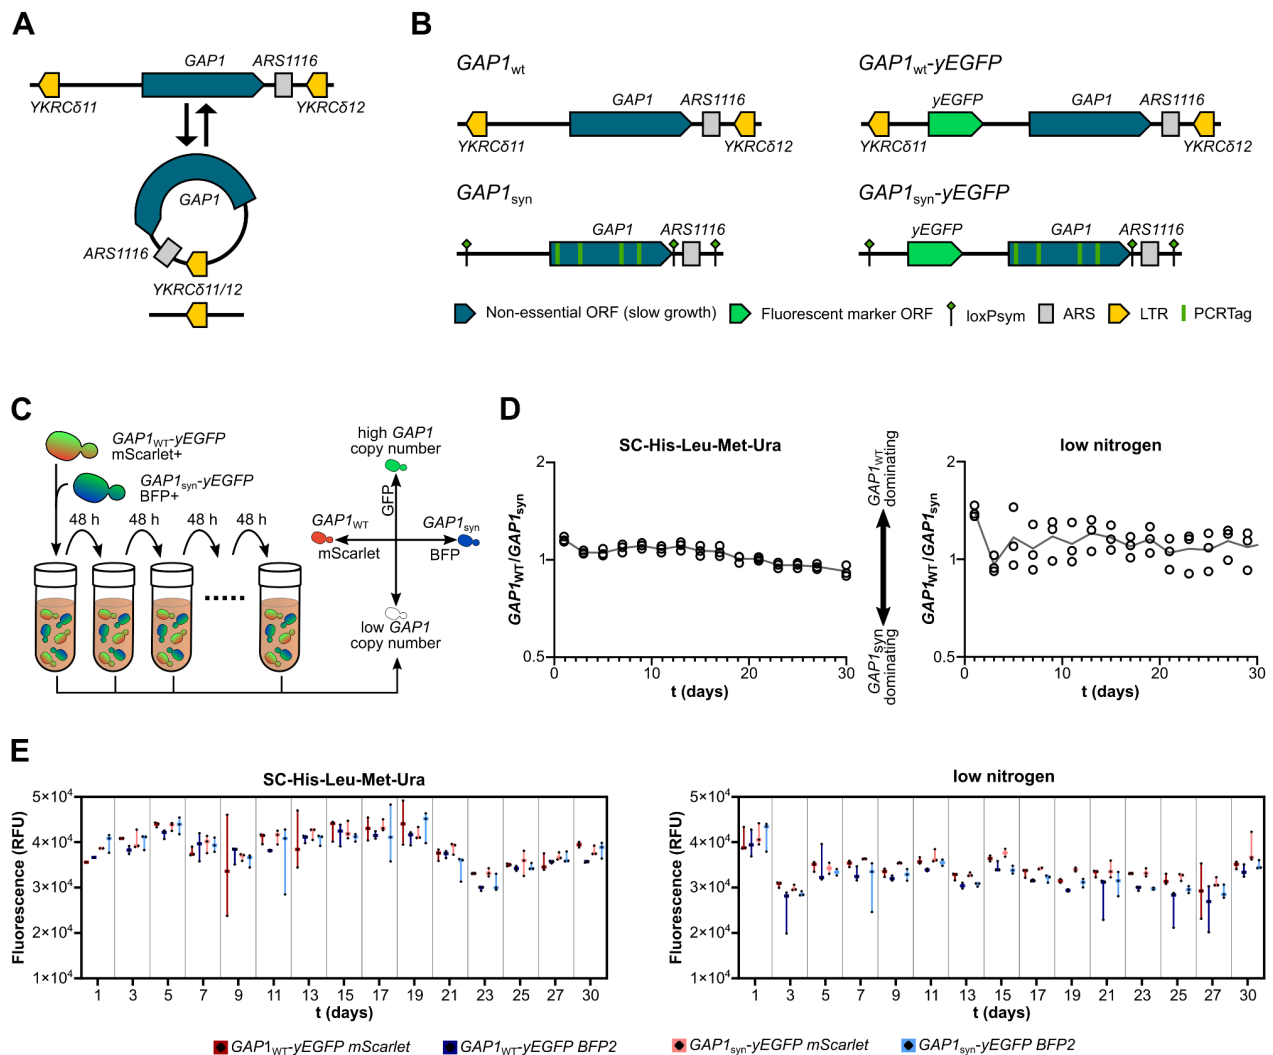 A
GAP1 ARS1116
YKRCδ11 YKRCδ12
GAP1
ARS1116
YKRCδ11/12
B
GAP1wt
GAP1 ARS1116
YKRCδ11 YKRCδ12
GAP1wt-yEGFP
yEGFP GAP1 ARS1116
YKRCδ11 YKRCδ12
GAP1syn
GAP1 ARS1116
GAP1syn-yEGFP
yEGFP GAP1 ARS1116
Non-essential ORF (slow growth) Fluorescent marker ORF loxPsym ARS LTR PCRTag
C
GAP1WT-yEGFP
mScarlet+
GAP1syn-yEGFP
BFP+
48 h 48 h 48 h 48 h
high GAP1
copy number
GFP
GAP1WT GAP1syn
mScarlet BFP
low GAP1
copy number
D
SC-His-Leu-Met-Ura
GAP1WT/GAP1syn
2
1
0.5
0 10 20 30
t (days)
GAP1WT
dominating
GAP1syn
dominating
low nitrogen
GAP1WT/GAP1syn
2
1
0.5
0 10 20 30
t (days)
E
SC-His-Leu-Met-Ura
Fluorescence (RFU)
5×10⁴
4×10⁴
3×10⁴
2×10⁴
1×10⁴
1 3 5 7 9 11 13 15 17 19 21 23 25 27 30
t (days)
low nitrogen
Fluorescence (RFU)
5×10⁴
4×10⁴
3×10⁴
2×10⁴
1×10⁴
1 3 5 7 9 11 13 15 17 19 21 23 25 27 30
t (days)
GAP1WT-yEGFP mScarlet GAP1WT-yEGFP BFP2 GAP1syn-yEGFP mScarlet GAP1syn-yEGFP BFP2